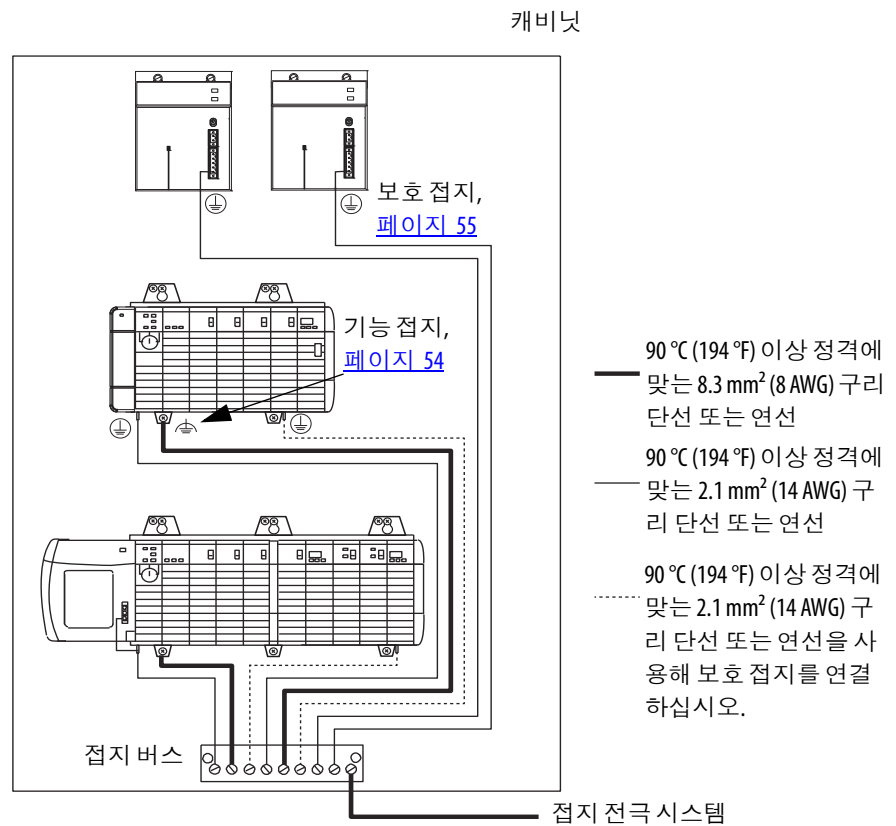 캐비닛
보호 접지,
페이지 55
기능 접지,
페이지 54
90 °C (194 °F) 이상 정격에
맞는 8.3 mm² (8 AWG) 구리
단선 또는 연선
90 °C (194 °F) 이상 정격에
맞는 2.1 mm² (14 AWG) 구
리 단선 또는 연선
90 °C (194 °F) 이상 정격에
맞는 2.1 mm² (14 AWG) 구
리 단선 또는 연선을 사
용해 보호 접지를 연결
하십시오.
접지 버스
접지 전극 시스템